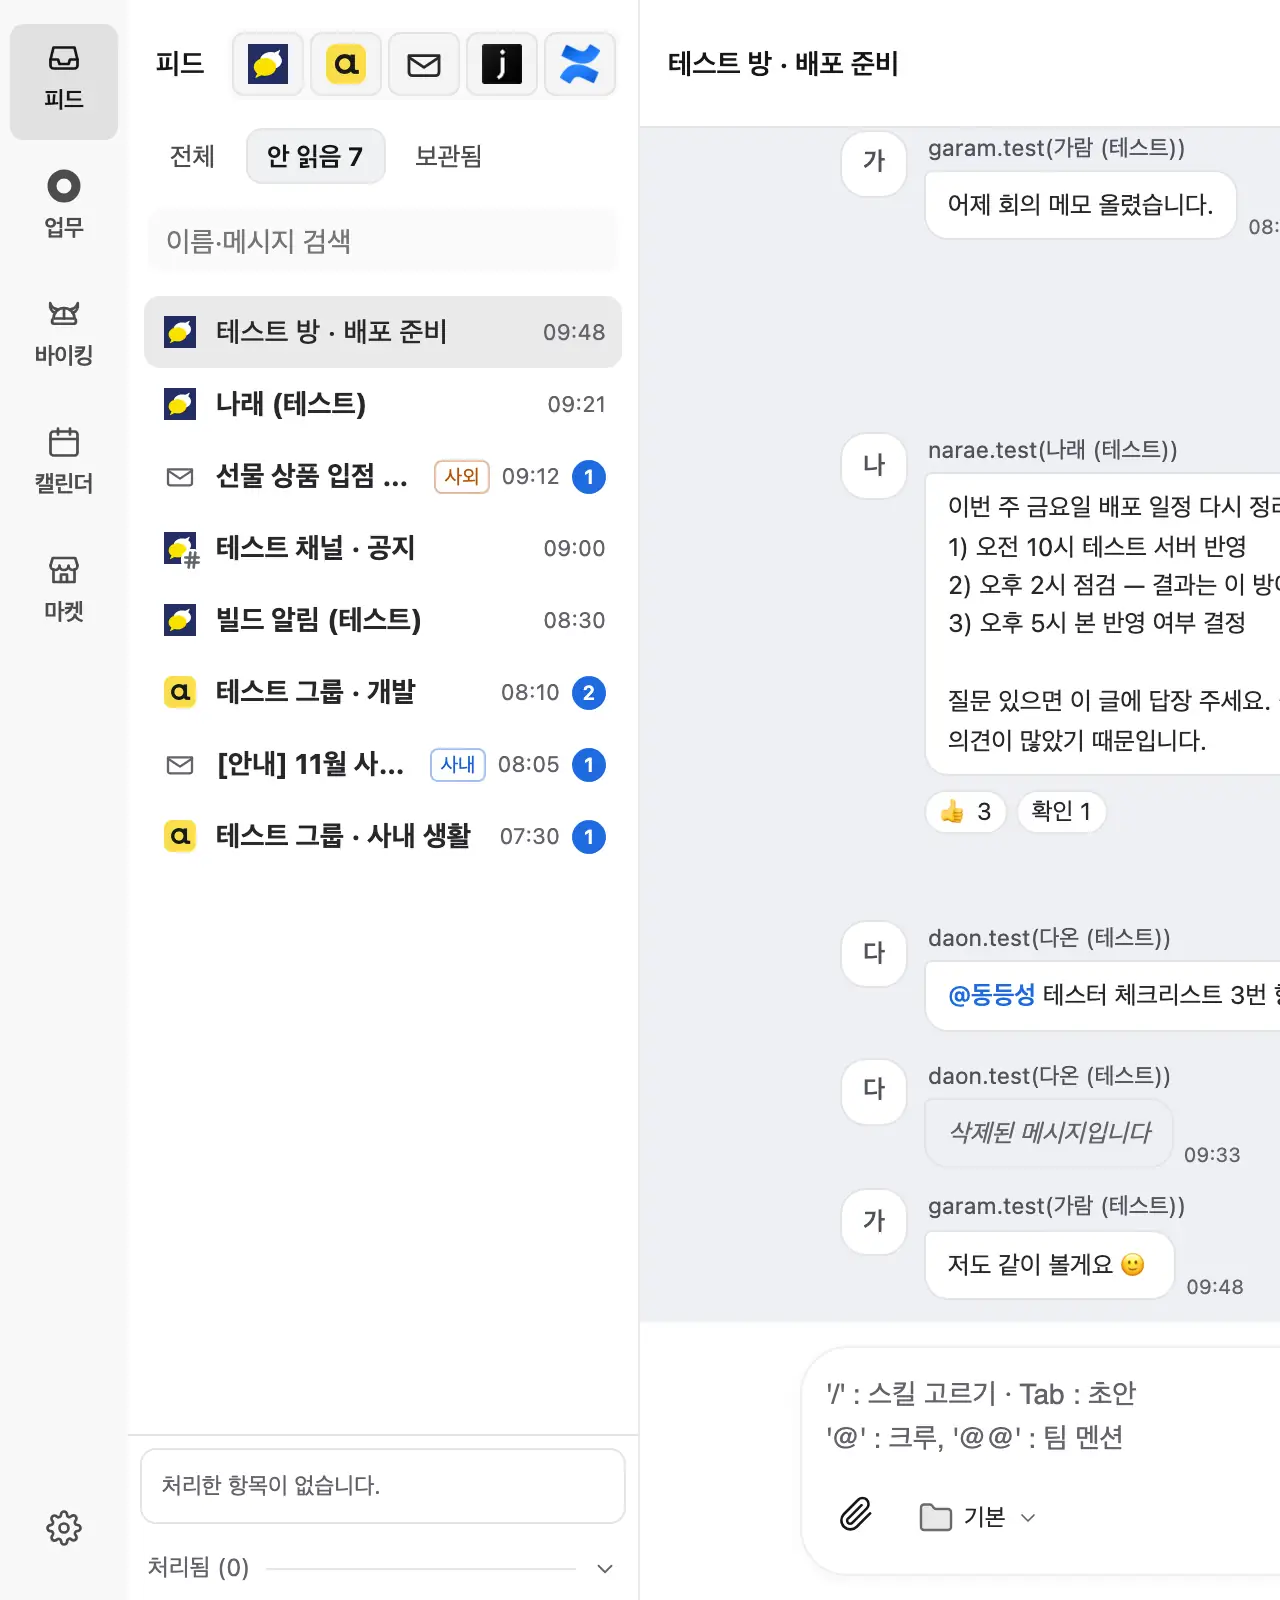 피드
업무
바이킹
캘린더
마켓
피드
전체
안 읽음 7
보관됨
이름·메시지 검색
테스트 방 · 배포 준비
09:48
나래 (테스트)
09:21
선물 상품 입점 ...
사외
09:12
1
# 테스트 채널 · 공지
09:00
빌드 알림 (테스트)
08:30
테스트 그룹 · 개발
08:10
2
[안내] 11월 사...
사내
08:05
1
테스트 그룹 · 사내 생활
07:30
1
처리한 항목이 없습니다.
처리됨 (0)
테스트 방 · 배포 준비
가
garam.test(가람 (테스트))
어제 회의 메모 올렸습니다.
08:
나
narae.test(나래 (테스트))
이번 주 금요일 배포 일정 다시 
1) 오전 10시 테스트 서버 반영
2) 오후 2시 점검 — 결과는 이 
3) 오후 5시 본 반영 여부 결정
질문 있으면 이 글에 답장 주세요.
의견이 많았기 때문입니다.
👍 3
확인 1
다
daon.test(다온 (테스트))
@동등성 테스터 체크리스트 3번
다
daon.test(다온 (테스트))
삭제된 메시지입니다
09:33
가
garam.test(가람 (테스트))
저도 같이 볼게요 🙂
09:48
'/' : 스킬 고르기 · Tab : 초안
'@' : 크루, '@@' : 팀 멘션
기본